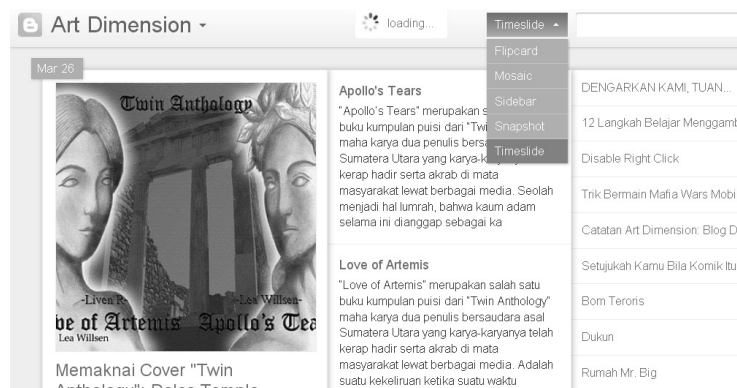 Art Dimension
loading...
Timeslide
Flipcard
Mosaic
Sidebar
Snapshot
Timeslide
Mar 26
Twin Anthology
-Liven R-
-Lea Willsen-
be of Artemis Apollo's Tea
Lea Willsen
Memaknai Cover "Twin
Apollo's Tears
"Apollo's Tears" merupakan s
buku kumpulan puisi dari "Twi
maha karya dua penulis bersa
Sumatera Utara yang karya-k
kerap hadir serta akrab di mata
masyarakat lewat berbagai media. Seolah
menjadi hal lumrah, bahwa kaum adam
selama ini dianggap sebagai ka
Love of Artemis
"Love of Artemis" merupakan salah satu
buku kumpulan puisi dari "Twin Anthology"
maha karya dua penulis bersaudara asal
Sumatera Utara yang karya-karyanya telah
kerap hadir serta akrab di mata
masyarakat lewat berbagai media. Adalah
suatu kekeliruan ketika suatu waktu
DENGARKAN KAMI, TUAN...
12 Langkah Belajar Menggamb
Disable Right Click
Trik Bermain Mafia Wars Mobi
Catatan Art Dimension: Blog D
Setujukah Kamu Bila Komik Itu
Bom Teroris
Dukun
Rumah Mr. Big